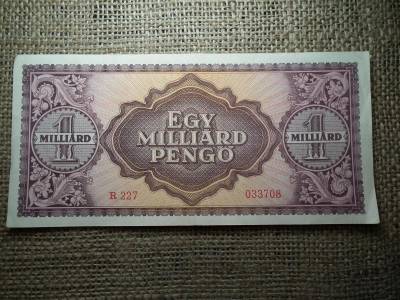 EGY
1 MILLIÁRD
MILLIÁRD
1 MILLIÁRD
PENGŐ
R 227 033708